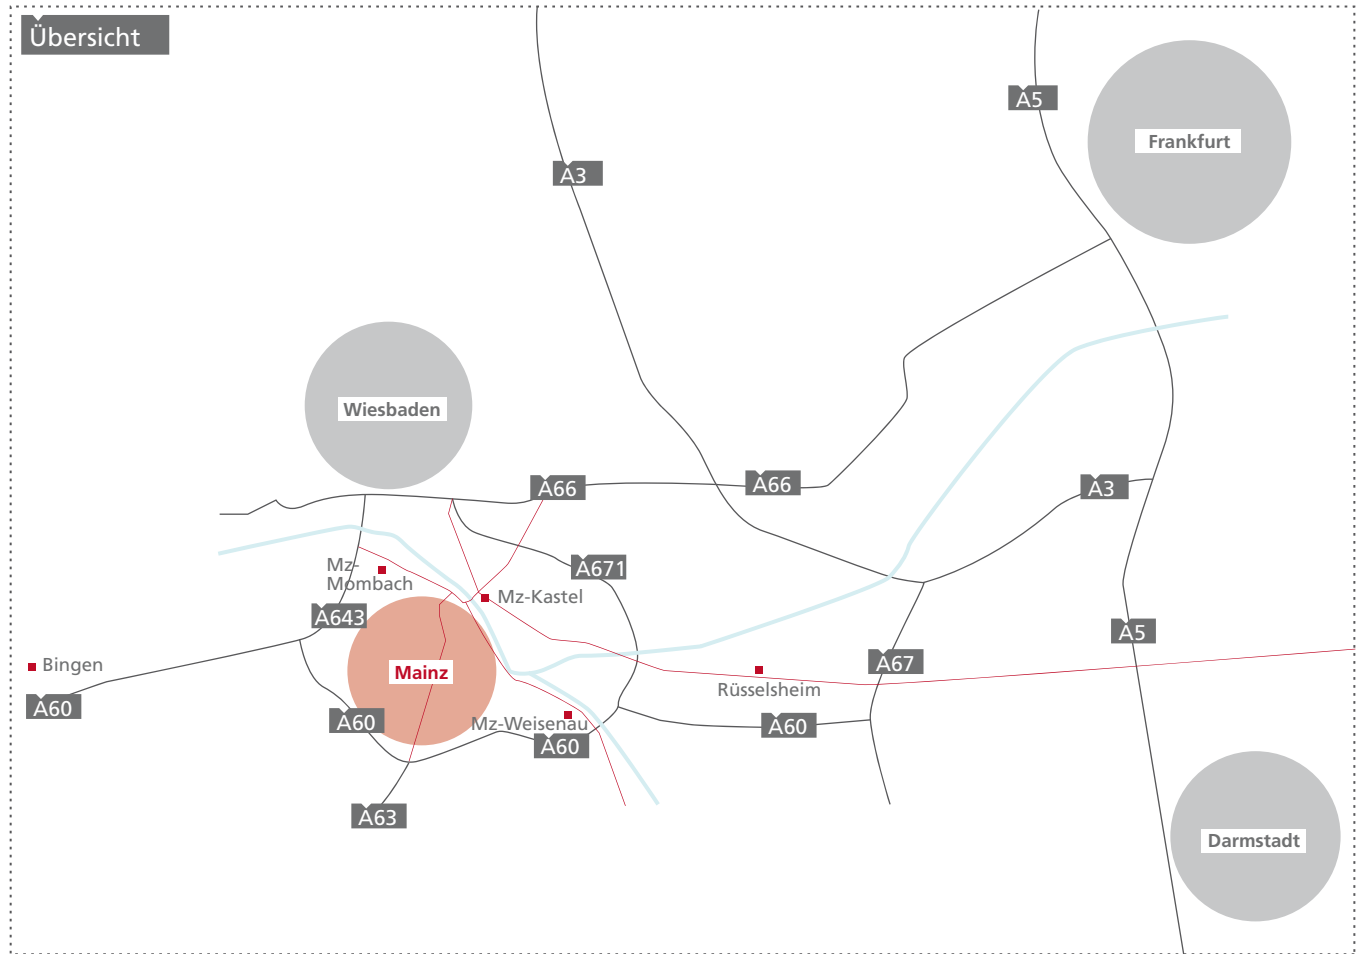 Übersicht
A5
Frankfurt
A3
Wiesbaden
A66
A66
A3
Mz-
Mombach
A671
Mz-Kastel
A643
A5
Bingen
Mainz
A67
Rüsselsheim
A60
A60
Mz-Weisenau
A60
A60
A63
Darmstadt